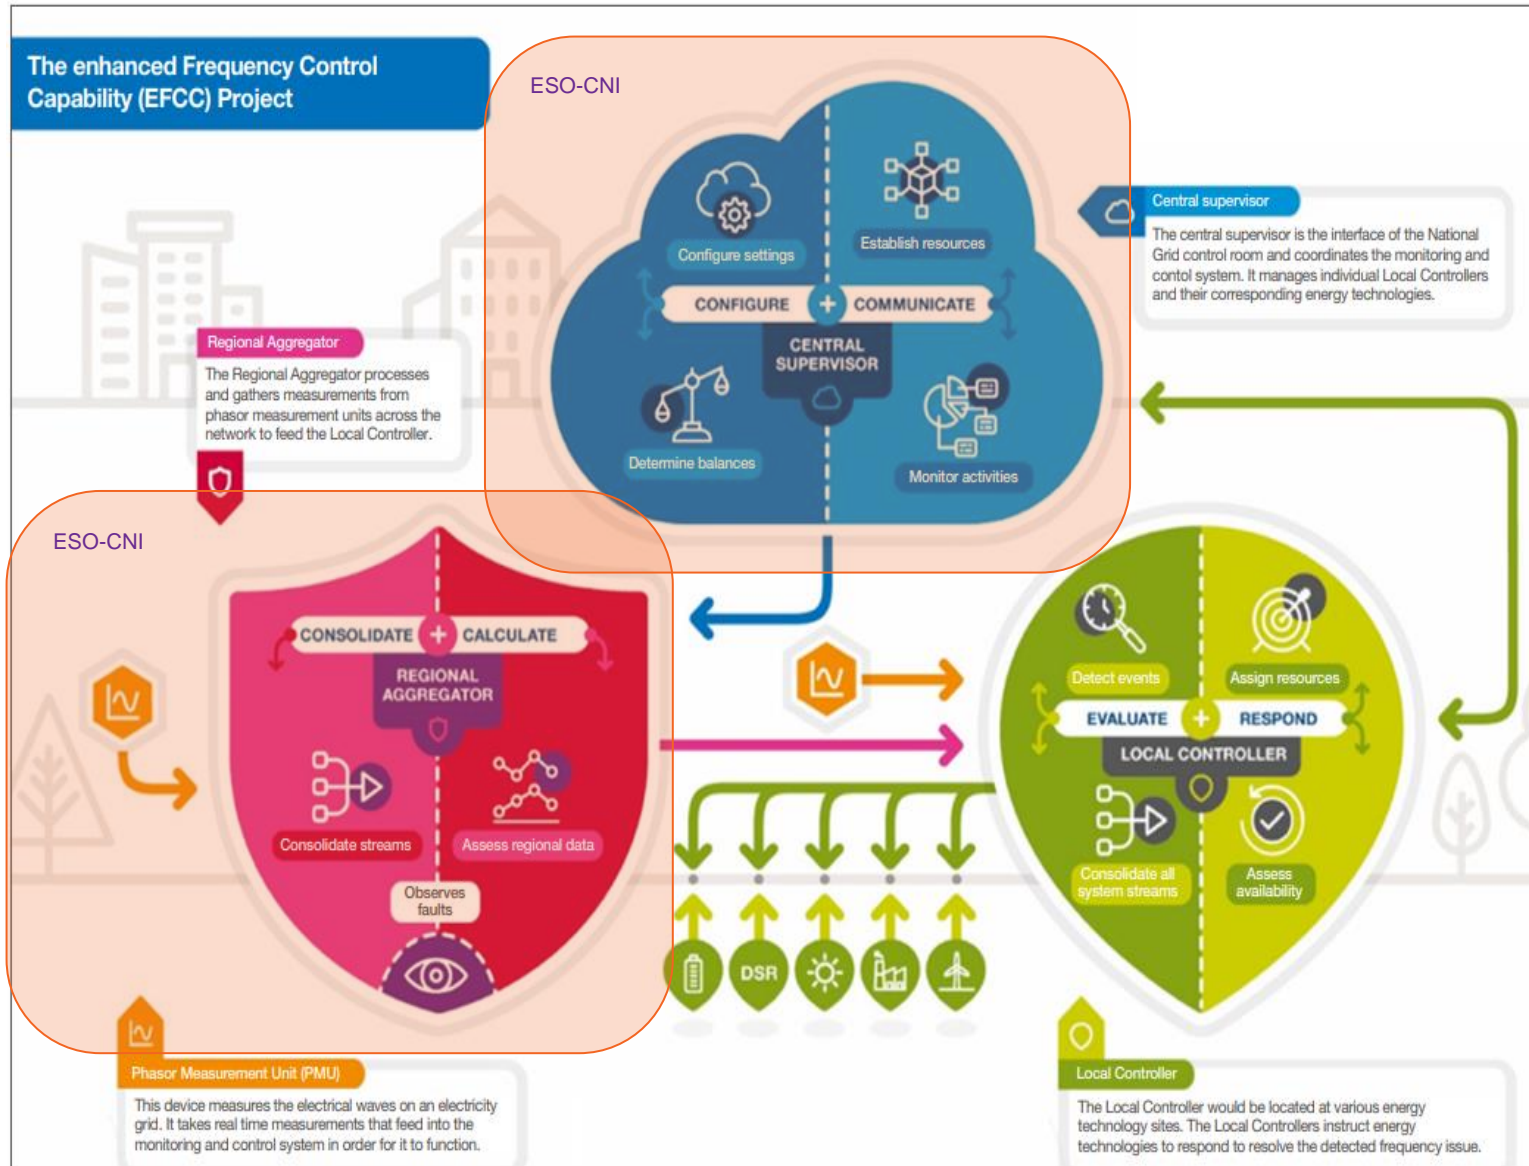 The enhanced Frequency Control
Capability (EFCC) Project
ESO-CNI
Configure settings
Establish resources
CONFIGURE + COMMUNICATE
CENTRAL
SUPERVISOR
Determine balances
Monitor activities
Central supervisor
The central supervisor is the interface of the National
Grid control room and coordinates the monitoring and
contol system. It manages individual Local Controllers
and their corresponding energy technologies.
Regional Aggregator
The Regional Aggregator processes
and gathers measurements from
phasor measurement units across the
network to feed the Local Controller.
ESO-CNI
CONSOLIDATE + CALCULATE
REGIONAL
AGGREGATOR
Consolidate streams
Assess regional data
Observes
faults
Detect events
Assign resources
EVALUATE + RESPOND
LOCAL CONTROLLER
Consolidate all
system streams
Assess
availability
DSR
Phasor Measurement Unit (PMU)
This device measures the electrical waves on an electricity
grid. It takes real time measurements that feed into the
monitoring and control system in order for it to function.
Local Controller
The Local Controller would be located at various energy
technology sites. The Local Controllers instruct energy
technologies to respond to resolve the detected frequency issue.